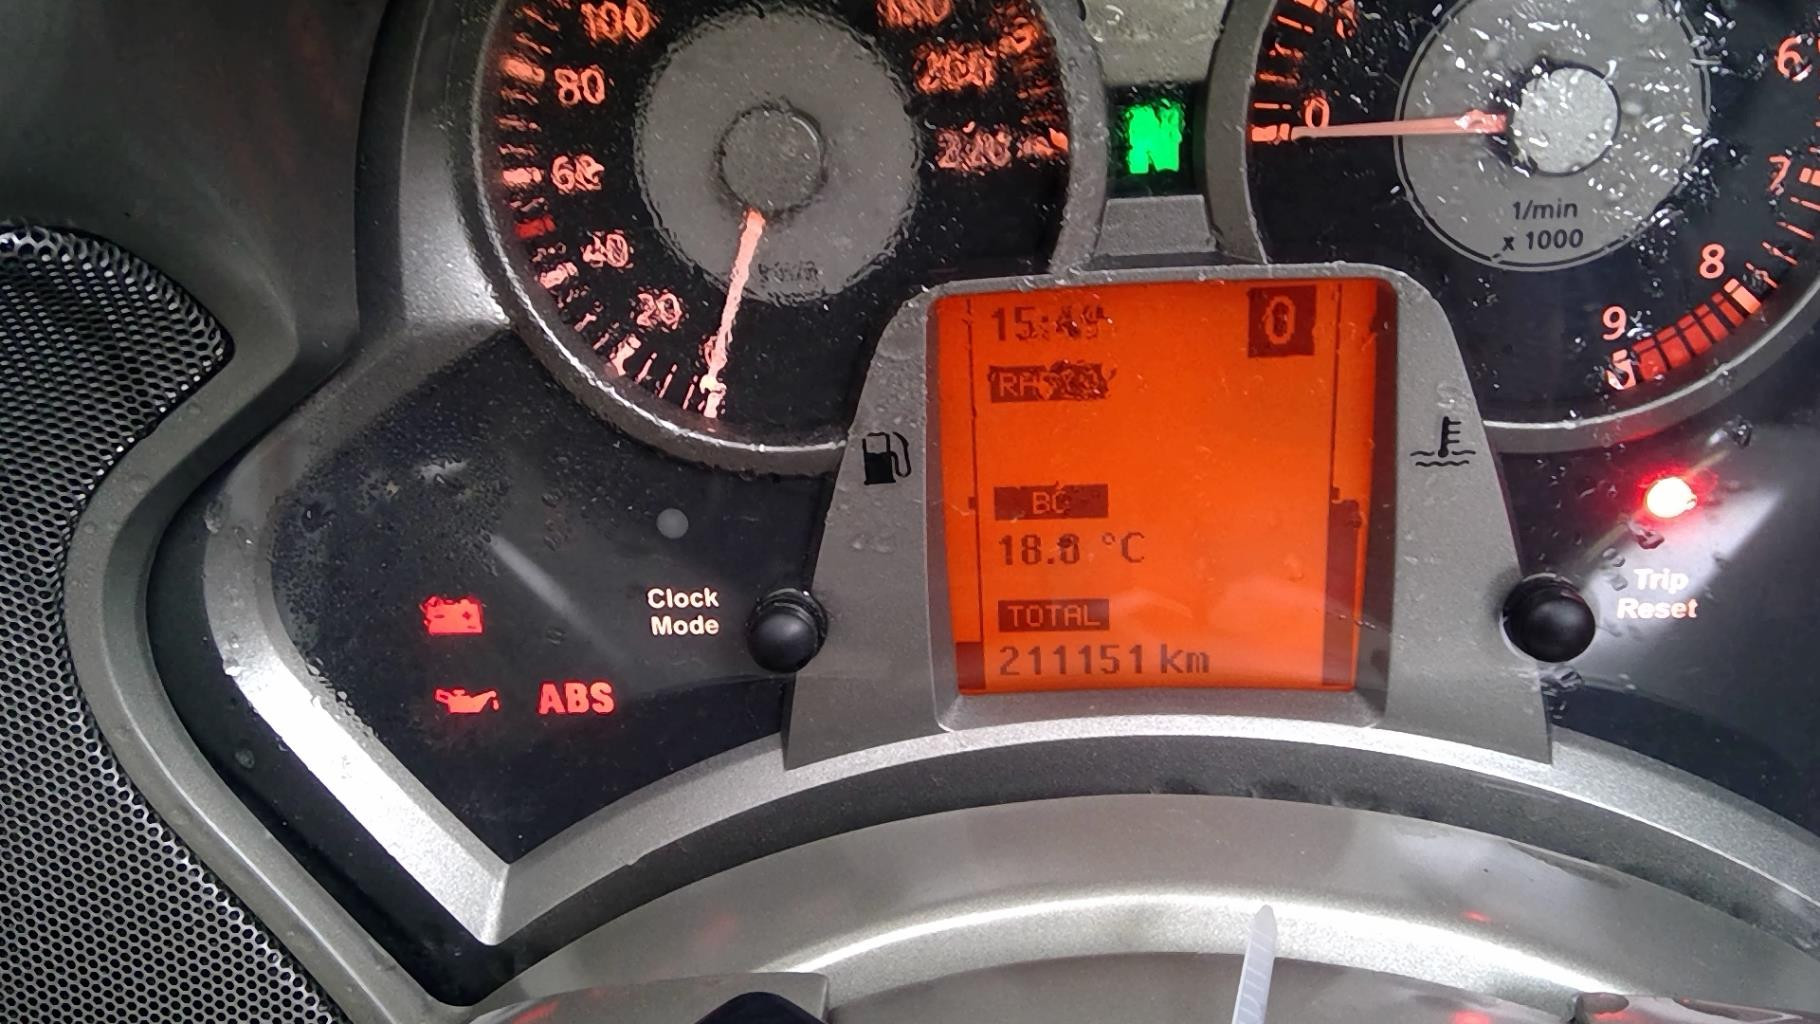 100
80
60
40
20
200
220
N
0
6
7
8
9
1/min
x 1000
15:49
0
BC
°C
TOTAL
211151 km
Clock
Mode
ABS
Trip
Reset